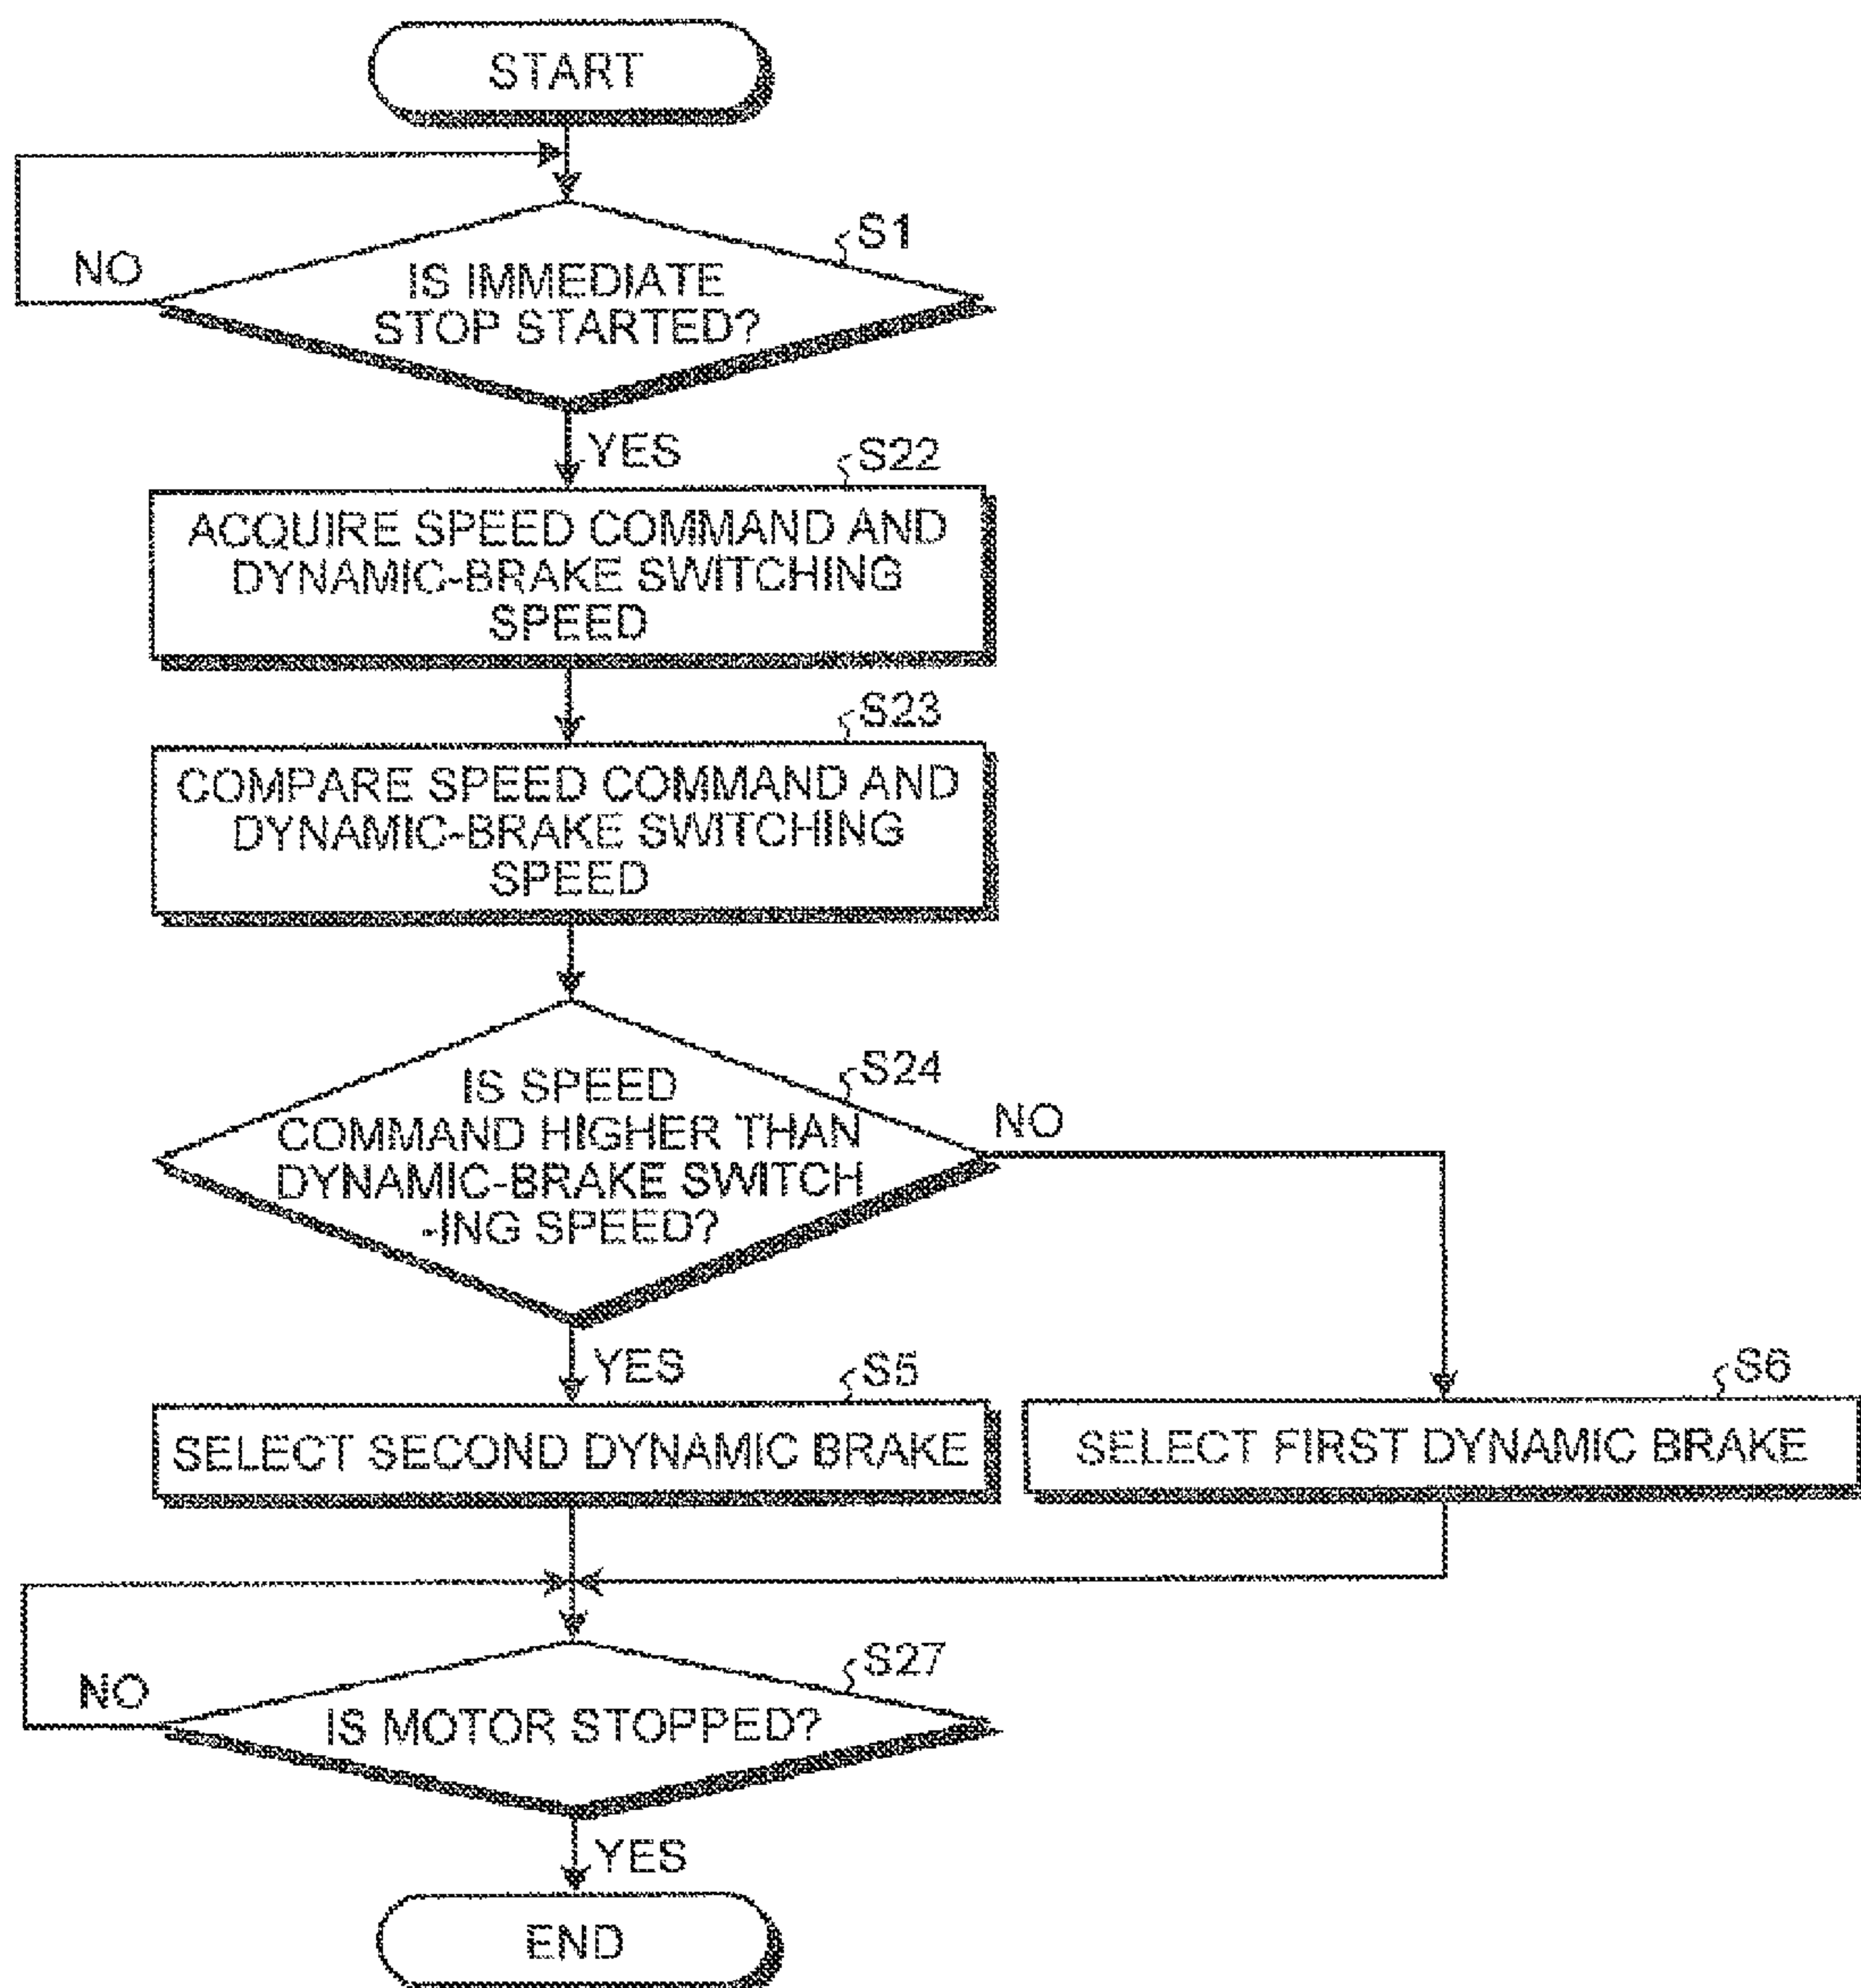 START
S1
NO
IS IMMEDIATE
STOP STARTED?
YES
S22
ACQUIRE SPEED COMMAND AND
DYNAMIC-BRAKE SWITCHING
SPEED
S23
COMPARE SPEED COMMAND AND
DYNAMIC-BRAKE SWITCHING
SPEED
S24
IS SPEED
COMMAND HIGHER THAN
DYNAMIC-BRAKE SWITCH
-ING SPEED?
NO
YES
S5
SELECT SECOND DYNAMIC BRAKE
S6
SELECT FIRST DYNAMIC BRAKE
S27
NO
IS MOTOR STOPPED?
YES
END